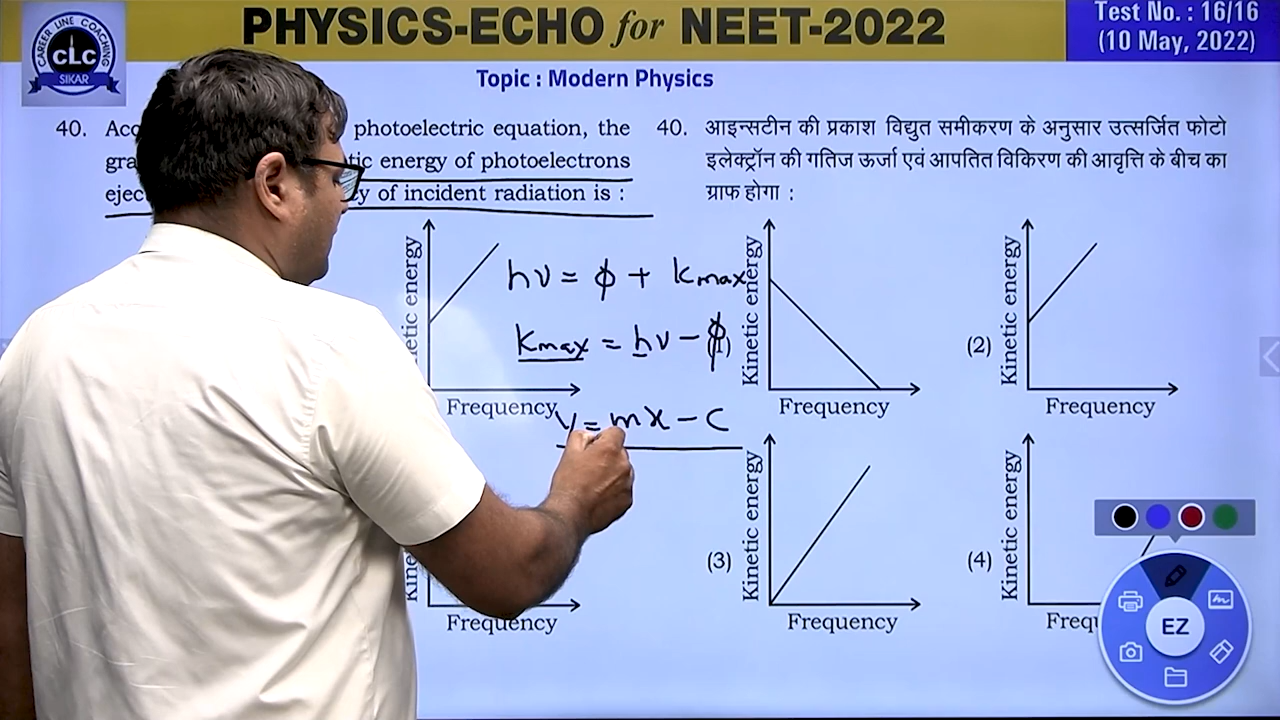 PHYSICS-ECHO for NEET-2022
Test No. : 16/16
(10 May, 2022)
CAREER LINE COACHING
CLC
SIKAR
Topic : Modern Physics
40. photoelectric equation, the
energy of photoelectrons
of incident radiation is :
40. आइन्सटीन की प्रकाश विद्युत समीकरण के अनुसार उत्सर्जित फोटो
इलेक्ट्रॉन की गतिज ऊर्जा एवं आपतित विकिरण की आवृत्ति के बीच का
ग्राफ होगा :
hν = ϕ + kmax
kmax = hν – ϕ
y = mx – c
Frequency
Frequency
(1)
Kinetic energy
Frequency
(2)
Kinetic energy
Frequency
(3)
Kinetic energy
Frequency
(4)
Kinetic energy
EZ